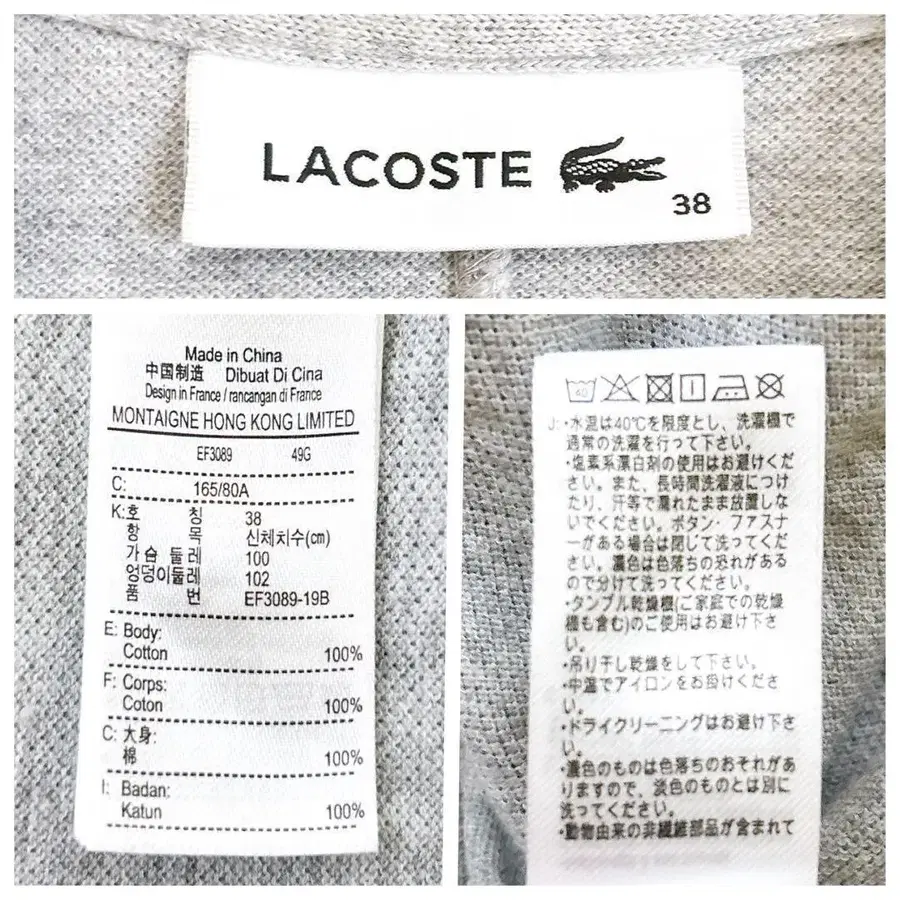 LACOSTE
38
Made in China
中国制造 Dibuat Di Cina
Design in France / rancangan di France
MONTAIGNE HONG KONG LIMITED
EF3089 49G
C: 165/80A
K:호 칭 38
항 목 신체치수(cm)
가슴 둘레 100
엉덩이둘레 102
품 번 EF3089-19B
E: Body:
Cotton 100%
F: Corps:
Coton 100%
C: 大身:
棉 100%
I: Badan:
Katun 100%
40
J:・水温は40℃を限度とし、洗濯機で
通常の洗濯を行って下さい。
・塩素系漂白剤の使用はお避けくだ
さい。また、長時間洗濯液につけ
たり、汗等で濡れたまま放置しな
いでください。ボタン・ファスナ
ーがある場合は閉じて洗ってくだ
さい。濃色は色落ちの恐れがある
ので分けて洗ってください。
・タンブル乾燥機(ご家庭での乾燥
機も含む)のご使用はお避け下さ
い。
・吊り干し乾燥をして下さい。
・中温でアイロンをお掛けくださ
い。
・ドライクリーニングはお避け下さ
い。
・濃色のものは色落ちのおそれがあ
りますので、淡色のものとは別に
洗ってください。
・動物由来の非繊維部品が含まれて